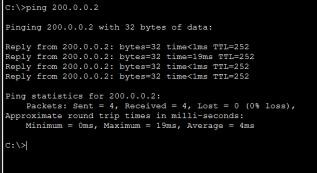 C:\>ping 200.0.0.2
Pinging 200.0.0.2 with 32 bytes of data:
Reply from 200.0.0.2: bytes=32 time<1ms TTL=252
Reply from 200.0.0.2: bytes=32 time=19ms TTL=252
Reply from 200.0.0.2: bytes=32 time<1ms TTL=252
Reply from 200.0.0.2: bytes=32 time<1ms TTL=252
Ping statistics for 200.0.0.2:
Packets: Sent = 4, Received = 4, Lost = 0 (0% loss),
Approximate round trip times in milli-seconds:
Minimum = 0ms, Maximum = 19ms, Average = 4ms
C:\>